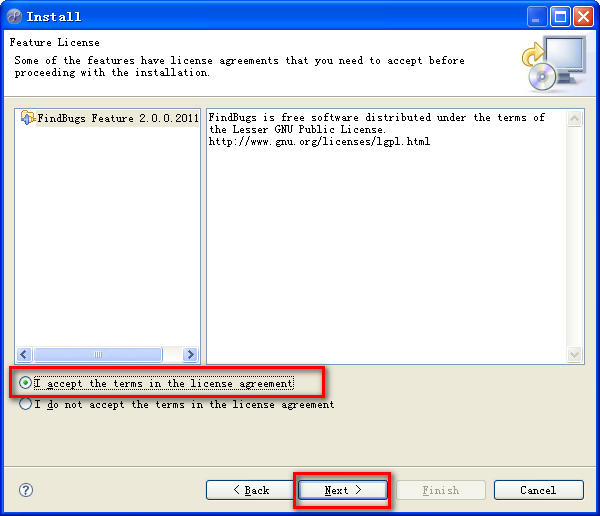 Install
Feature License
Some of the features have license agreements that you need to accept before
proceeding with the installation.
FindBugs Feature 2.0.0.2011
FindBugs is free software distributed under the terms of
the Lesser GNU Public License.
http://www.gnu.org/licenses/lgpl.html
I accept the terms in the license agreement
I do not accept the terms in the license agreement
?
< Back
Next >
Finish
Cancel